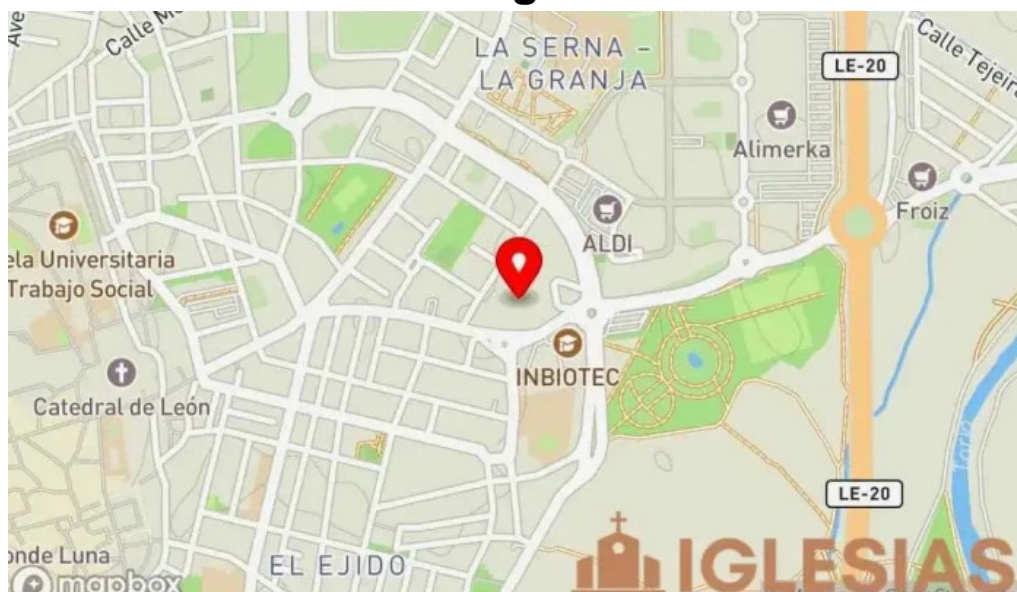 Calle
LA SERNA -
LA GRANJA
LE-20
Calle Tejeira
Alimerka
Froiz
ALDI
ela Universitaria
Trabajo Social
INBIOTEC
Catedral de León
LE-20
onde Luna
EL EJIDO
mapbox
IGLESIAS